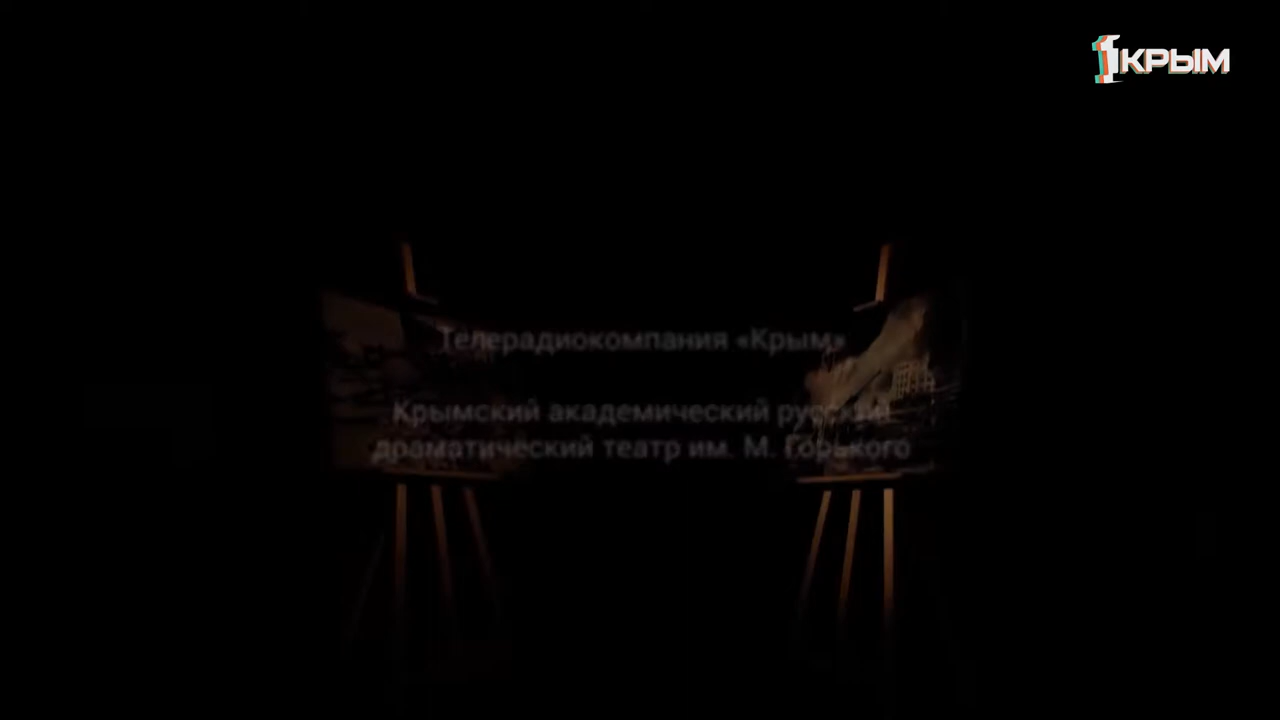 1КРЫМ
Телерадиокомпания «Крым»
Крымский академический русский
драматический театр им. М. Горького